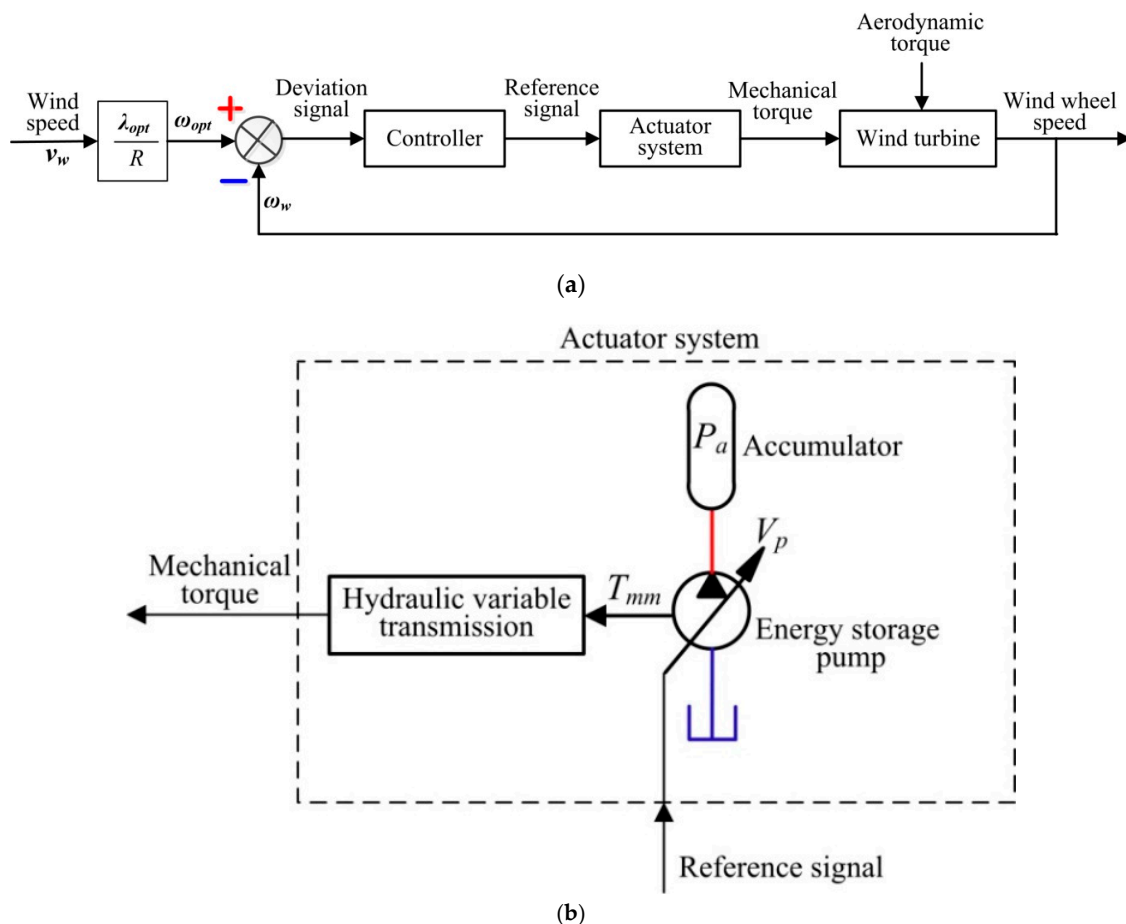 Aerodynamic
torque
Wind
speed
v_w
λ_opt
R
ω_opt
+
−
Deviation
signal
Controller
Reference
signal
Actuator
system
Mechanical
torque
Wind turbine
Wind wheel
speed
ω_w
(a)
Actuator system
P_a
Accumulator
V_p
Mechanical
torque
Hydraulic variable
transmission
T_mm
Energy storage
pump
Reference signal
(b)